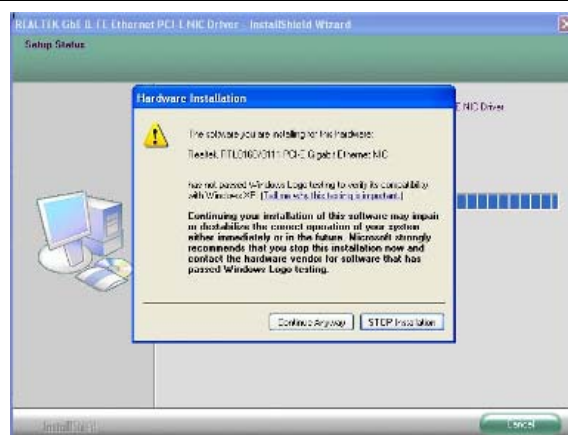 REALTEK GbE & FE Ethernet PCI-E NIC Driver - InstallShield Wizard
Setup Status
E NIC Driver
Hardware Installation
The software you are installing for this hardware:
Realtek RTL8168/8111 PCI-E Gigabit Ethernet NIC
has not passed Windows Logo testing to verify its compatibility
with Windows XP. (Tell me why this testing is important.)
Continuing your installation of this software may impair
or destabilize the correct operation of your system
either immediately or in the future. Microsoft strongly
recommends that you stop this installation now and
contact the hardware vendor for software that has
passed Windows Logo testing.
Continue Anyway
STOP Installation
InstallShield
Cancel